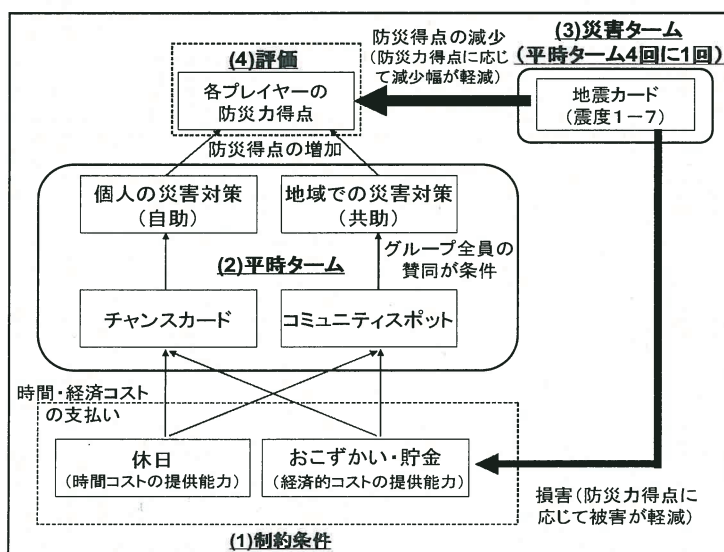 (3)災害ターム
(平時ターム4回に1回)
防災得点の減少
(防災力得点に応じ
て減少幅が軽減)
(4)評価
各プレイヤーの
防災力得点
地震カード
(震度1－7)
防災得点の増加
個人の災害対策
(自助)
地域での災害対策
(共助)
グループ全員の
賛同が条件
(2)平時ターム
チャンスカード
コミュニティスポット
時間・経済コスト
の支払い
休日
(時間コストの提供能力)
おこずかい・貯金
(経済的コストの提供能力)
損害(防災力得点に
応じて被害が軽減)
(1)制約条件